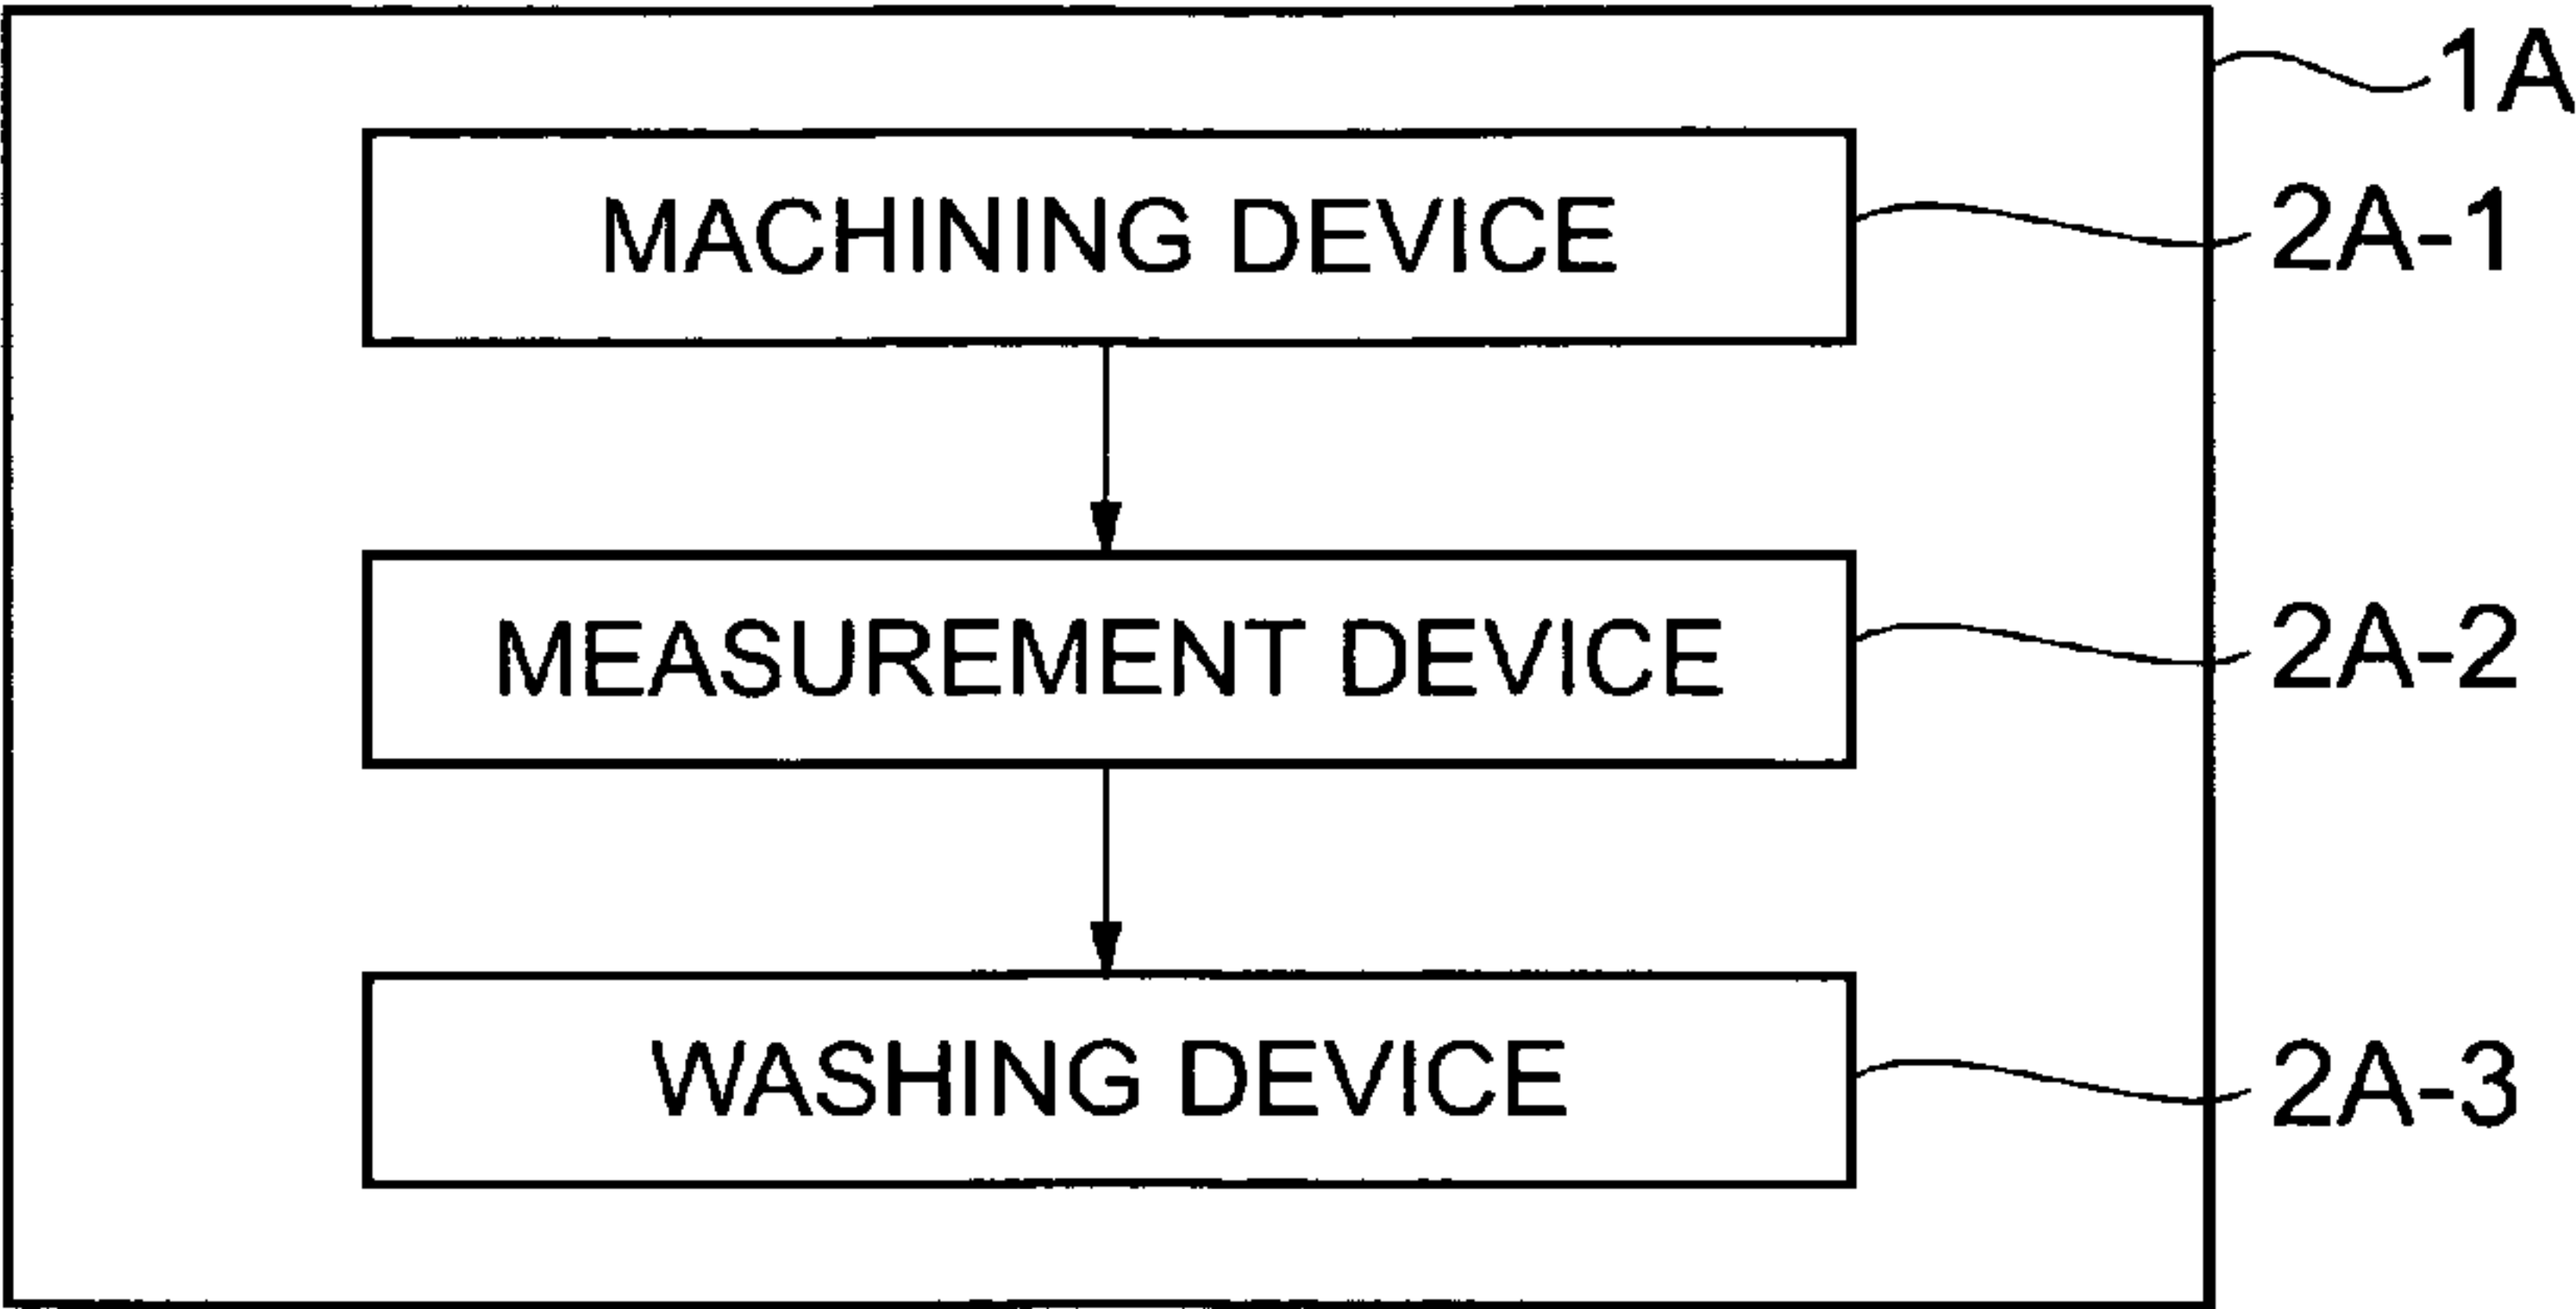 1A
MACHINING DEVICE
2A-1
MEASUREMENT DEVICE
2A-2
WASHING DEVICE
2A-3